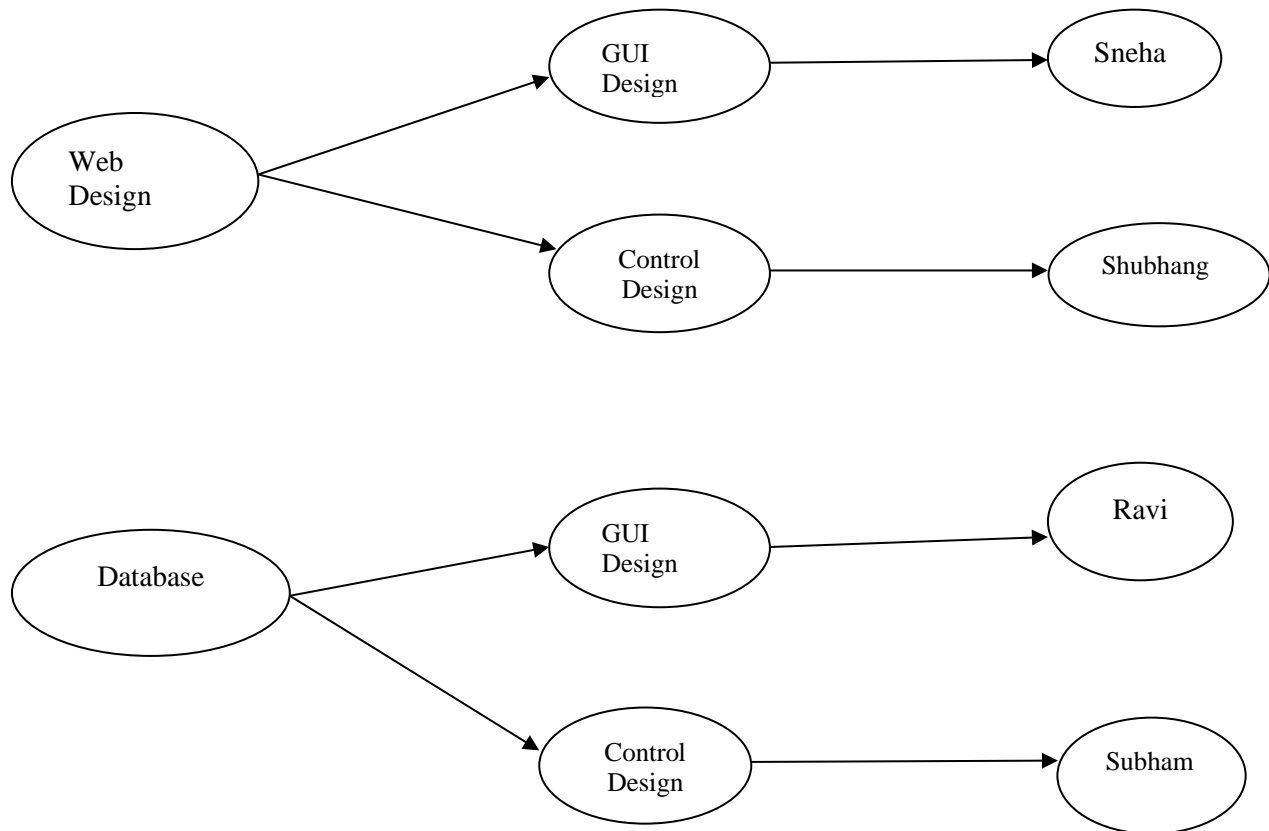 GUI
Design
Sneha
Web
Design
Control
Design
Shubhang
GUI
Design
Ravi
Database
Control
Design
Subham